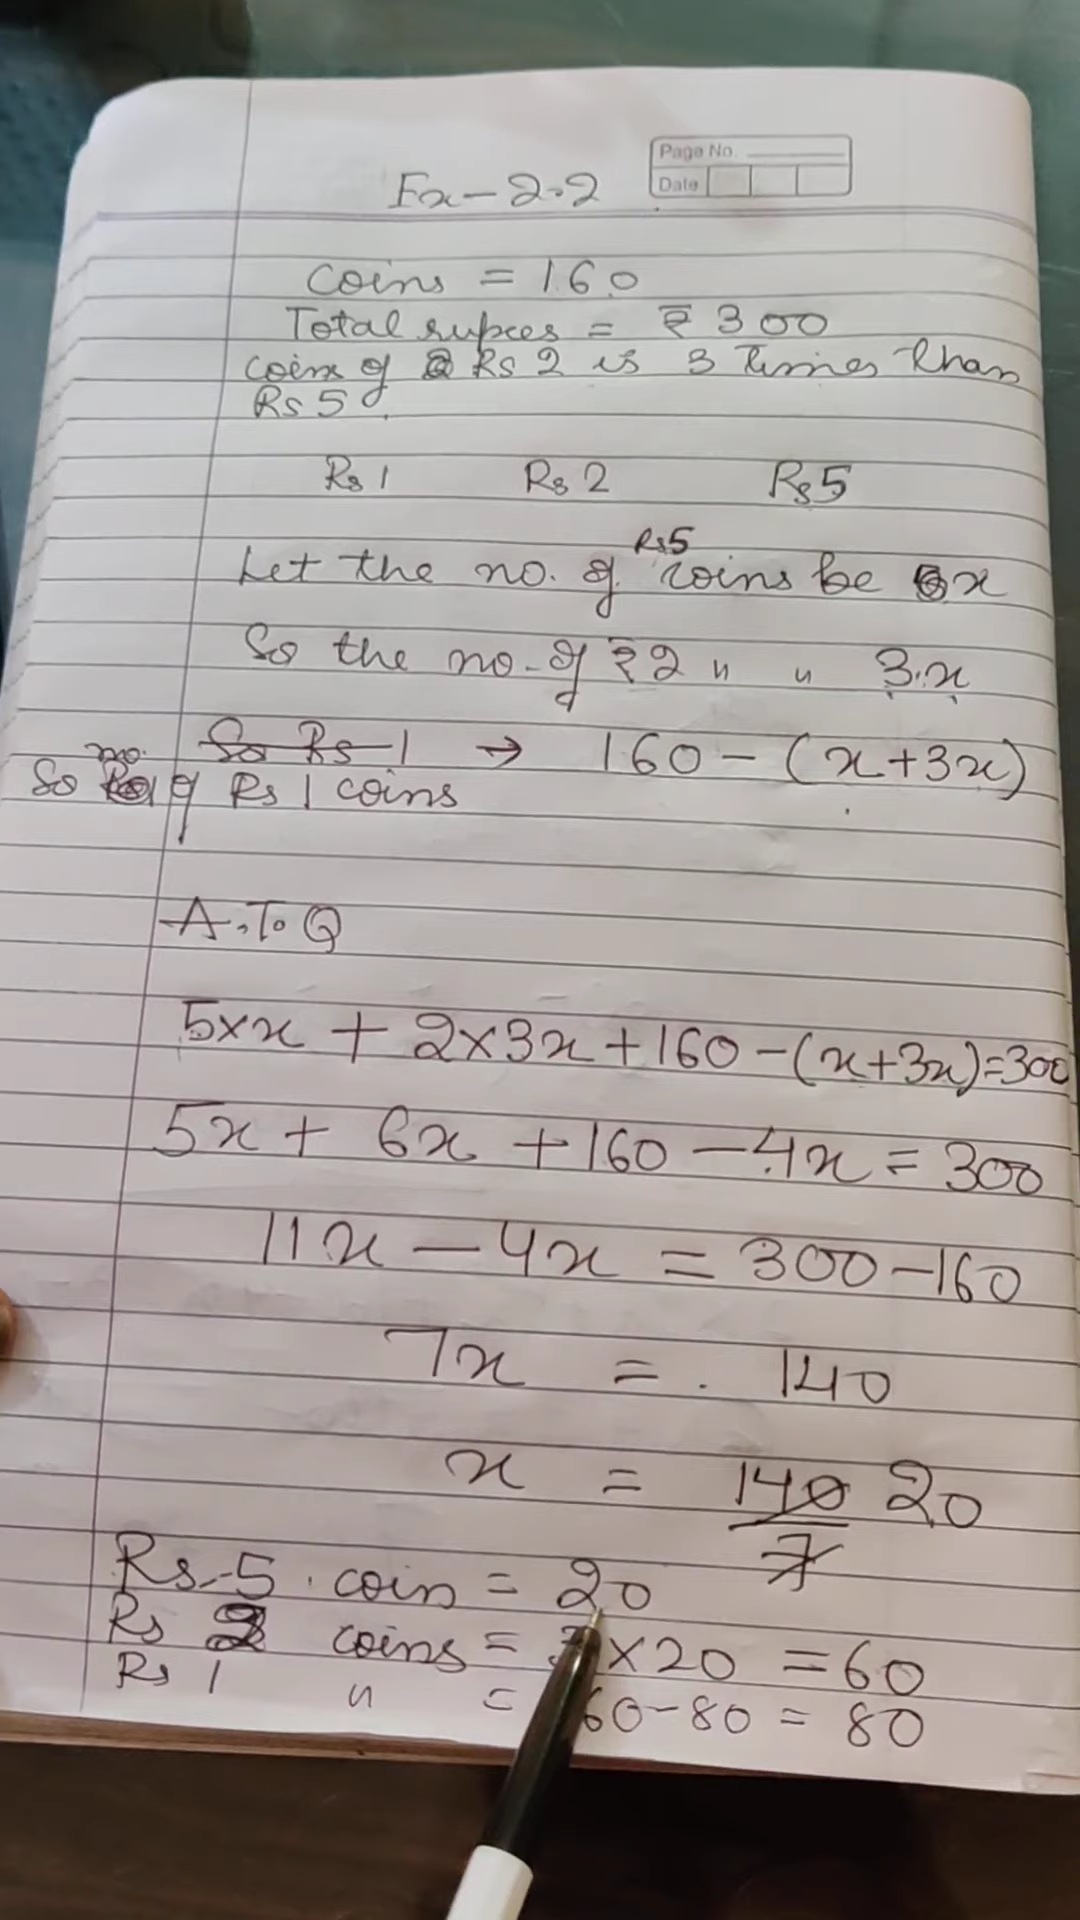 Page No.
Date
Ex-2.2
Coins = 160
Total rupees = ₹ 300
coins of Rs 2 is 3 times than
Rs 5
Rs 1 Rs 2 Rs 5
Rs5
Let the no. of coins be x
So the no. of ₹2 " " 3x
So Rs 1 → 160 - (x+3x)
no.
So of Rs 1 coins
A.T.Q
5×x + 2×3x + 160 - (x+3x) = 300
5x + 6x + 160 - 4x = 300
11x - 4x = 300 - 160
7x = 140
x = 140/7 20
Rs-5 coin = 20
Rs 2 coins = 3×20 = 60
Rs 1 " = 60-80 = 80